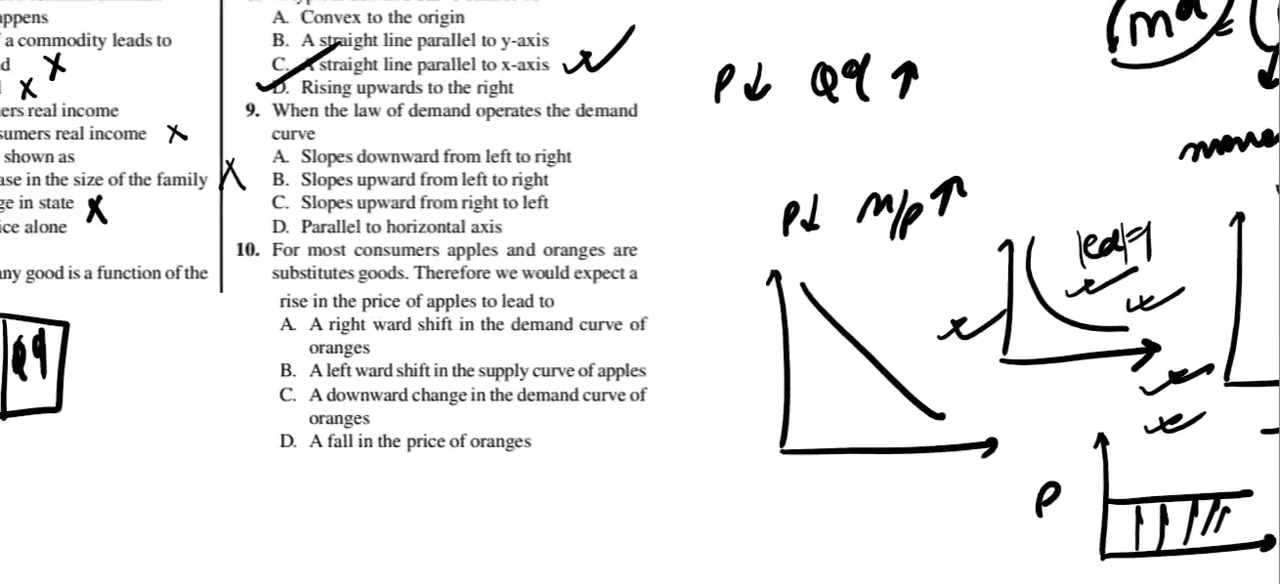 appens
a commodity leads to
d
X
X
ers real income
sumers real income X
shown as
ase in the size of the family
ge in state X
ice alone
any good is a function of the
Qq
A. Convex to the origin
B. A straight line parallel to y-axis
C. A straight line parallel to x-axis
D. Rising upwards to the right
9. When the law of demand operates the demand
curve
A. Slopes downward from left to right
X B. Slopes upward from left to right
C. Slopes upward from right to left
D. Parallel to horizontal axis
10. For most consumers apples and oranges are
substitutes goods. Therefore we would expect a
rise in the price of apples to lead to
A. A right ward shift in the demand curve of
oranges
B. A left ward shift in the supply curve of apples
C. A downward change in the demand curve of
oranges
D. A fall in the price of oranges
P↓ Qq ↑
P↓ M/P ↑
(md) =
|ed|=1
P